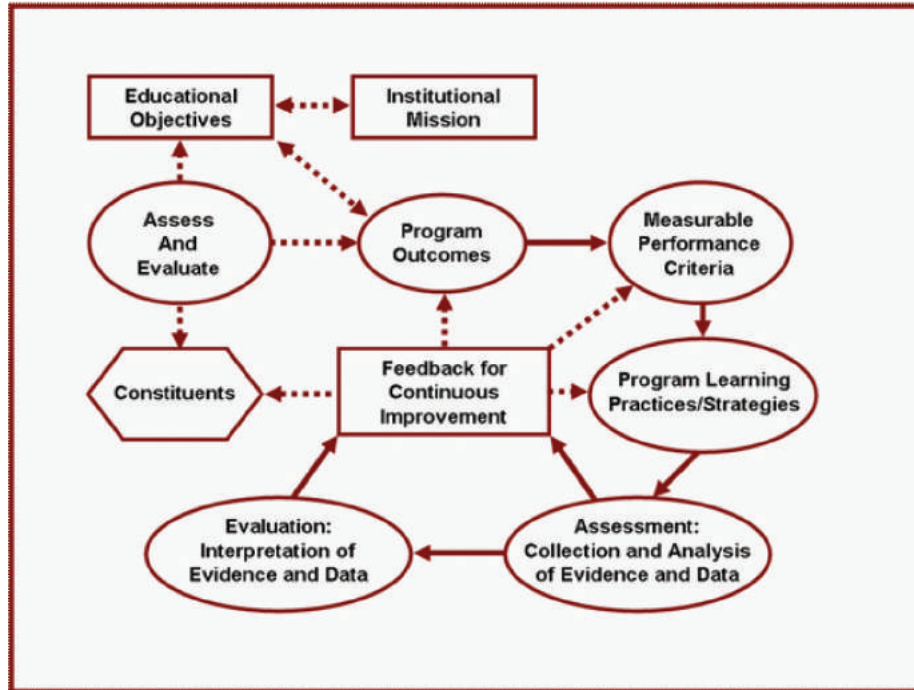 Educational
Objectives
Institutional
Mission
Assess
And
Evaluate
Program
Outcomes
Measurable
Performance
Criteria
Constituents
Feedback for
Continuous
Improvement
Program Learning
Practices/Strategies
Evaluation:
Interpretation of
Evidence and Data
Assessment:
Collection and Analysis
of Evidence and Data